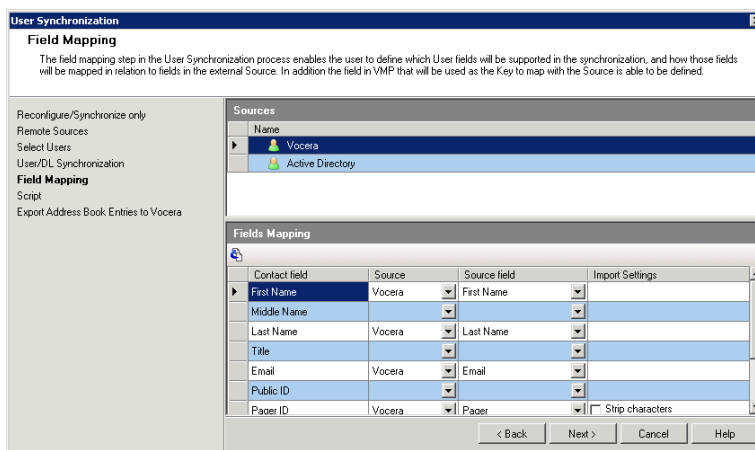 User Synchronization
Field Mapping
The field mapping step in the User Synchronization process enables the user to define which User fields will be supported in the synchronization, and how those fields
will be mapped in relation to fields in the external Source. In addition the field in VMP that will be used as the Key to map with the Source is able to be defined.
Reconfigure/Synchronize only
Remote Sources
Select Users
User/DL Synchronization
Field Mapping
Script
Export Address Book Entries to Vocera
Sources
Name
Vocera
Active Directory
Fields Mapping
Contact field Source Source field Import Settings
First Name Vocera First Name
Middle Name
Last Name Vocera Last Name
Title
Email Vocera Email
Public ID
Pager ID Vocera Pager Strip characters
< Back Next > Cancel Help